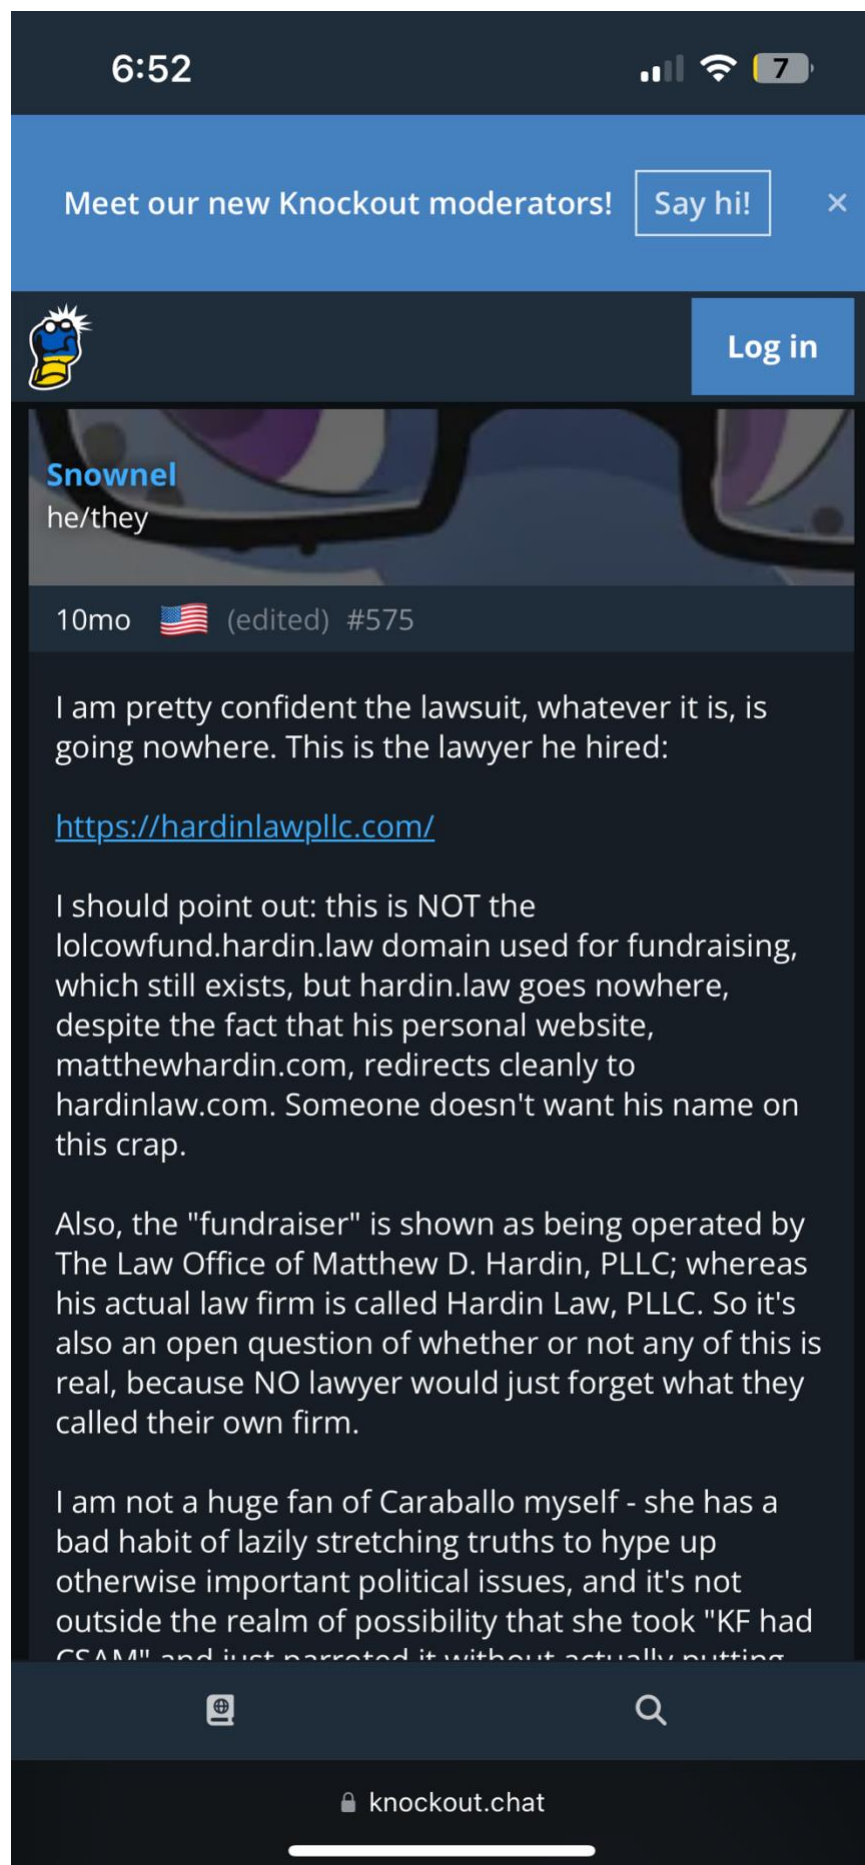 6:52
7
Meet our new Knockout moderators! Say hi! ×
Log in
Snownel
he/they
10mo (edited) #575
I am pretty confident the lawsuit, whatever it is, is
going nowhere. This is the lawyer he hired:
https://hardinlawpllc.com/
I should point out: this is NOT the
lolcowfund.hardin.law domain used for fundraising,
which still exists, but hardin.law goes nowhere,
despite the fact that his personal website,
matthewhardin.com, redirects cleanly to
hardinlaw.com. Someone doesn't want his name on
this crap.
Also, the "fundraiser" is shown as being operated by
The Law Office of Matthew D. Hardin, PLLC; whereas
his actual law firm is called Hardin Law, PLLC. So it's
also an open question of whether or not any of this is
real, because NO lawyer would just forget what they
called their own firm.
I am not a huge fan of Caraballo myself - she has a
bad habit of lazily stretching truths to hype up
otherwise important political issues, and it's not
outside the realm of possibility that she took "KF had
CSAM" and just parroted it without actually putting
knockout.chat